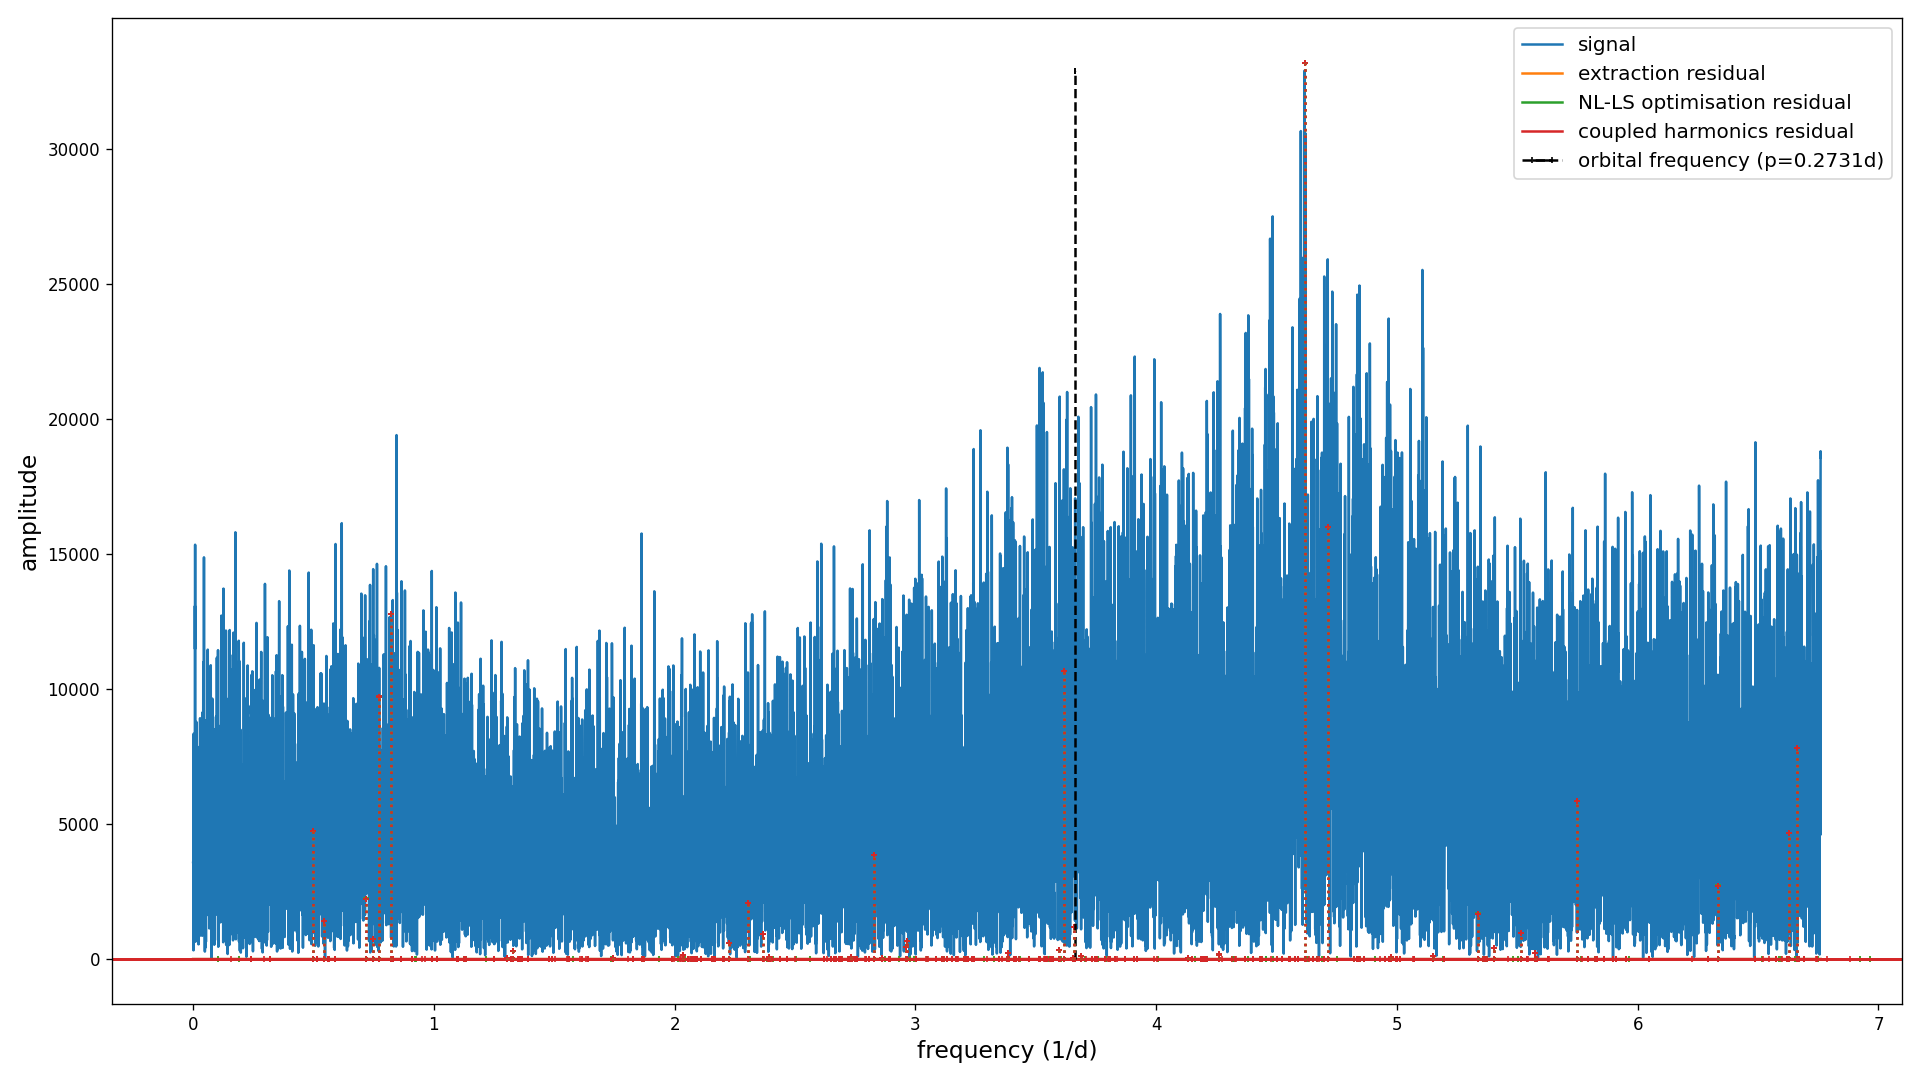 signal
extraction residual
NL-LS optimisation residual
coupled harmonics residual
orbital frequency (p=0.2731d)
amplitude
30000
25000
20000
15000
10000
5000
0
0 1 2 3 4 5 6 7
frequency (1/d)